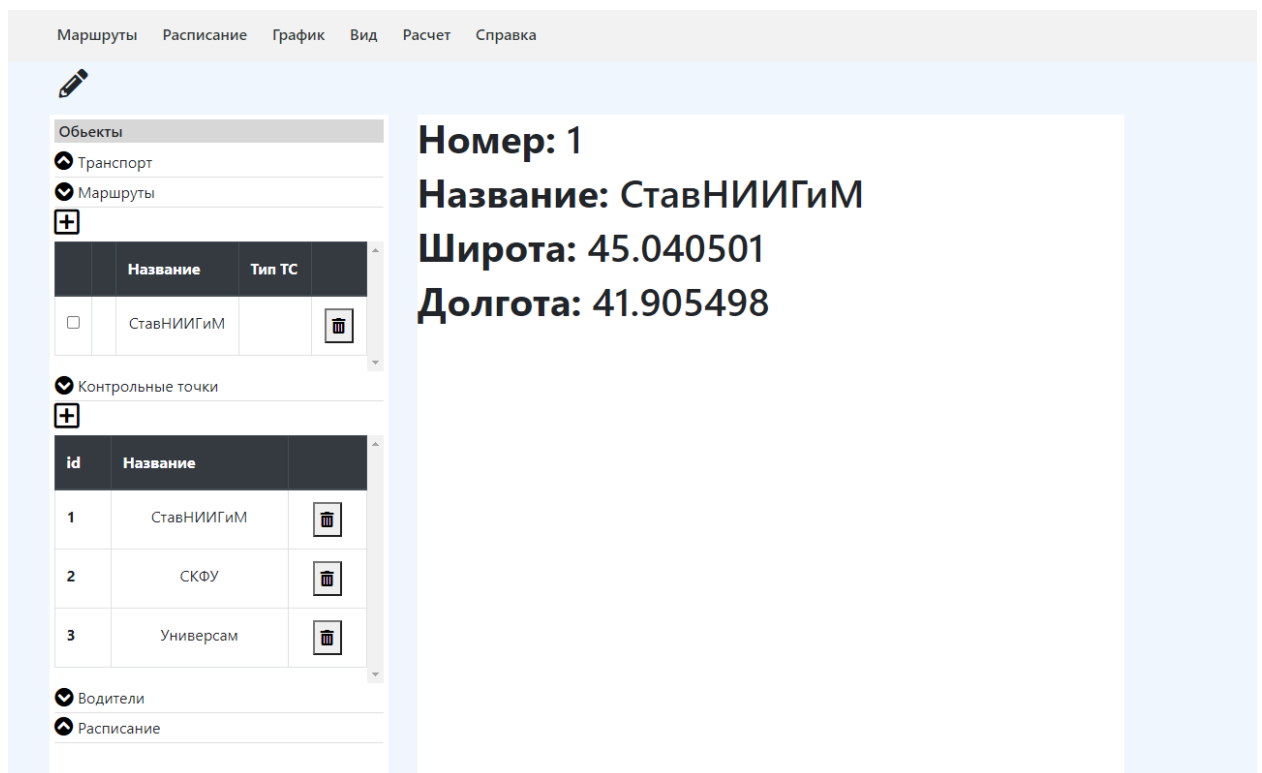 Маршруты Расписание График Вид Расчет Справка
Обьекты
Транспорт
Маршруты
Название Тип ТС
СтавНИИГиМ
Контрольные точки
id Название
1 СтавНИИГиМ
2 СКФУ
3 Универсам
Водители
Расписание
Номер: 1
Название: СтавНИИГиМ
Широта: 45.040501
Долгота: 41.905498